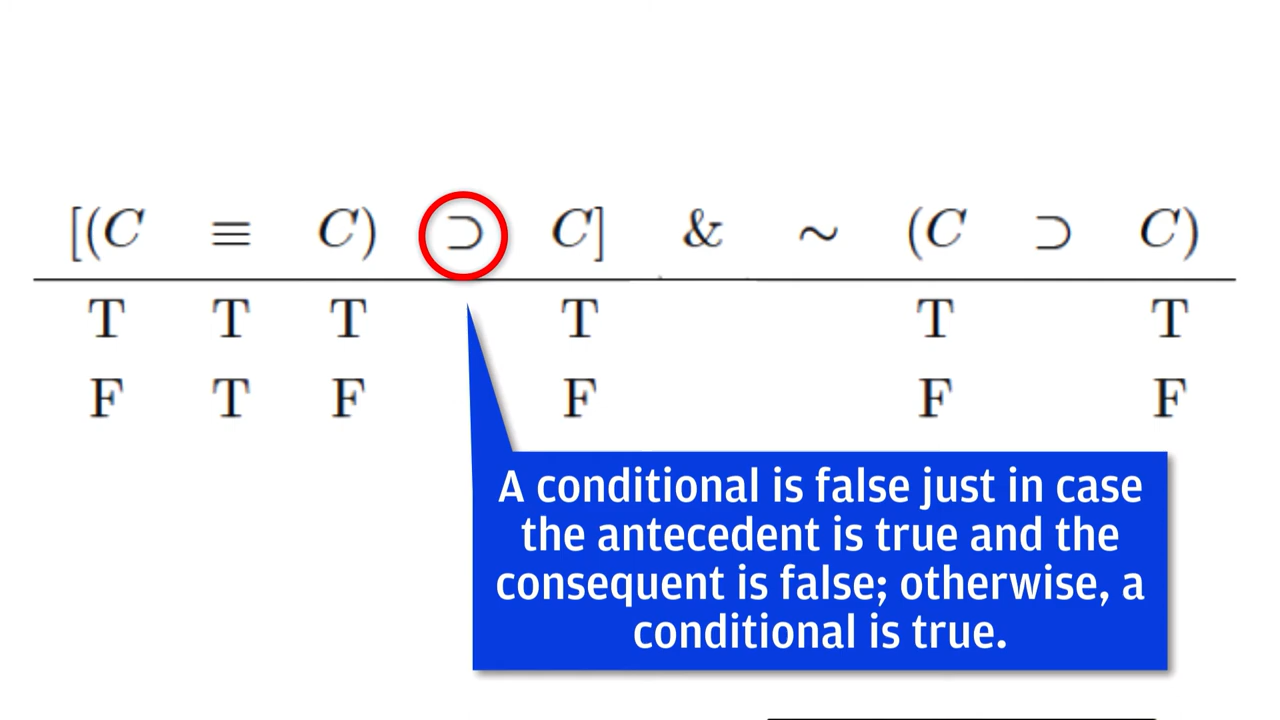 [(C ≡ C) ⊃ C] & ∼ (C ⊃ C)
T T T T T T
F T F F F F
A conditional is false just in case
the antecedent is true and the
consequent is false; otherwise, a
conditional is true.